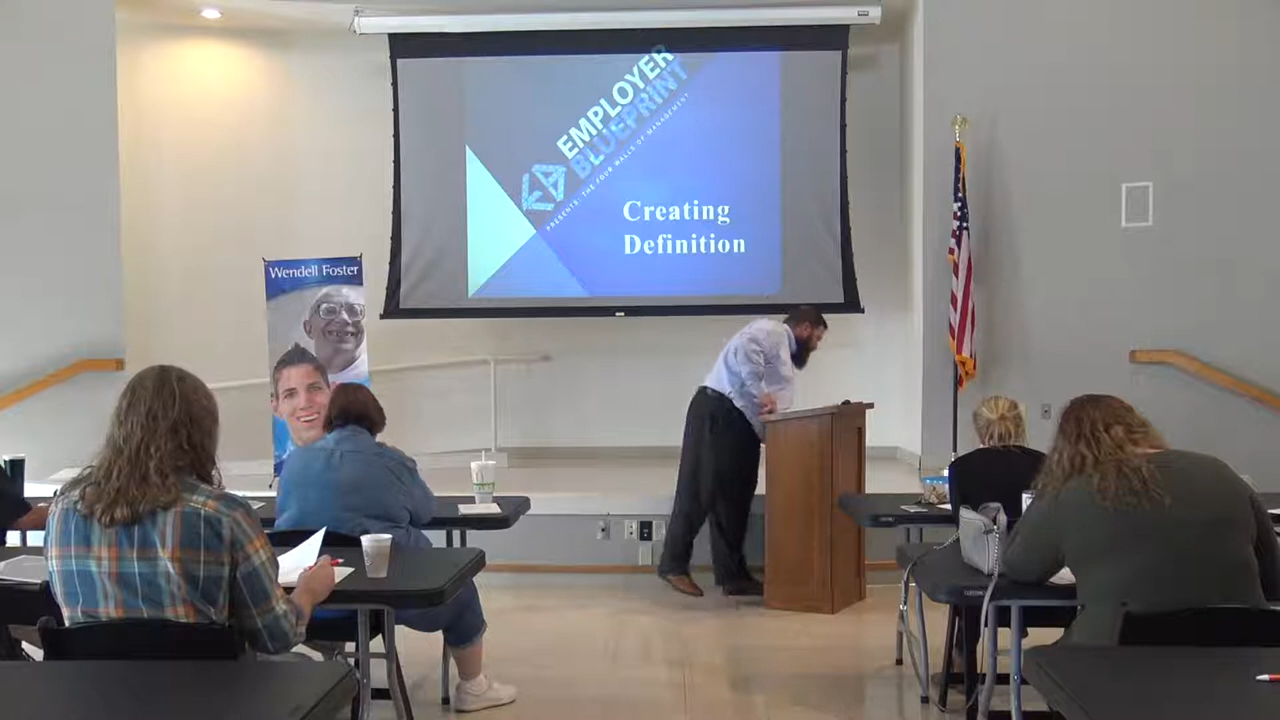 EMPLOYER
BLUEPRINT
PRESENTS: THE FOUR WALLS OF MANAGEMENT
Creating
Definition
Wendell Foster